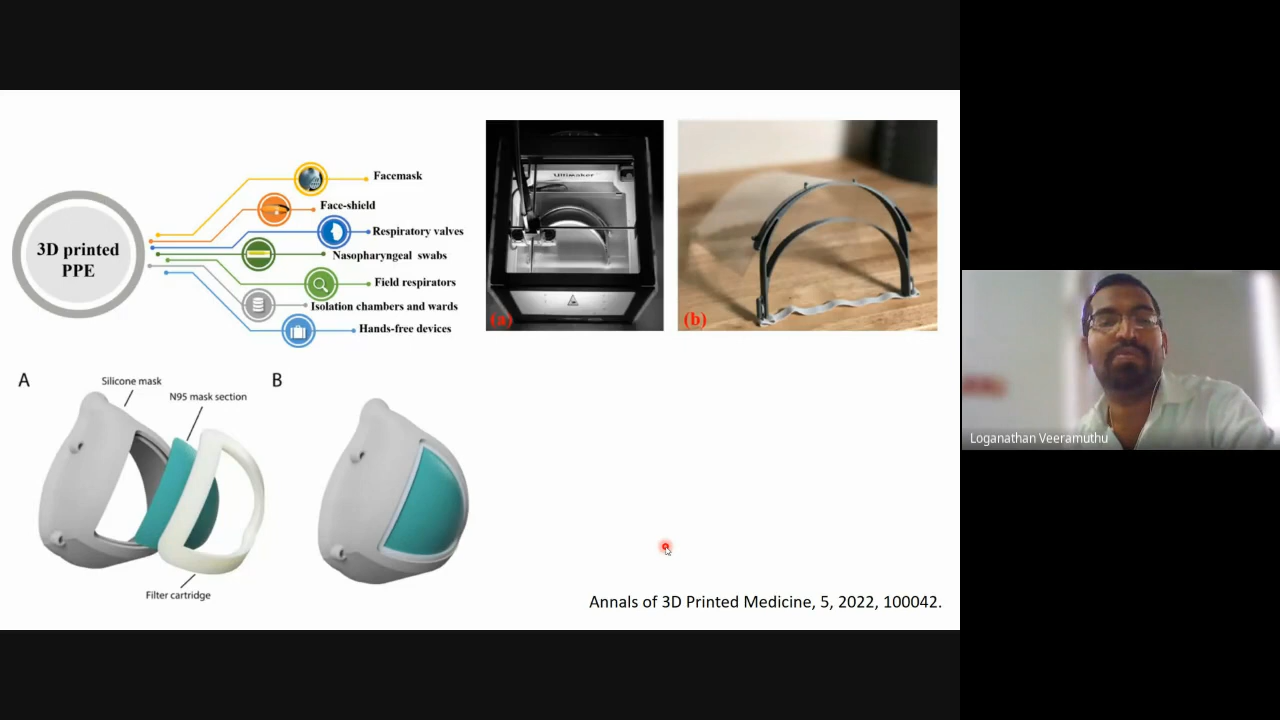 3D printed
PPE
Facemask
Face-shield
Respiratory valves
Nasopharyngeal swabs
Field respirators
Isolation chambers and wards
Hands-free devices
Ultimaker
(a)
(b)
A
Silicone mask
N95 mask section
Filter cartridge
B
Annals of 3D Printed Medicine, 5, 2022, 100042.
Loganathan Veeramuthu